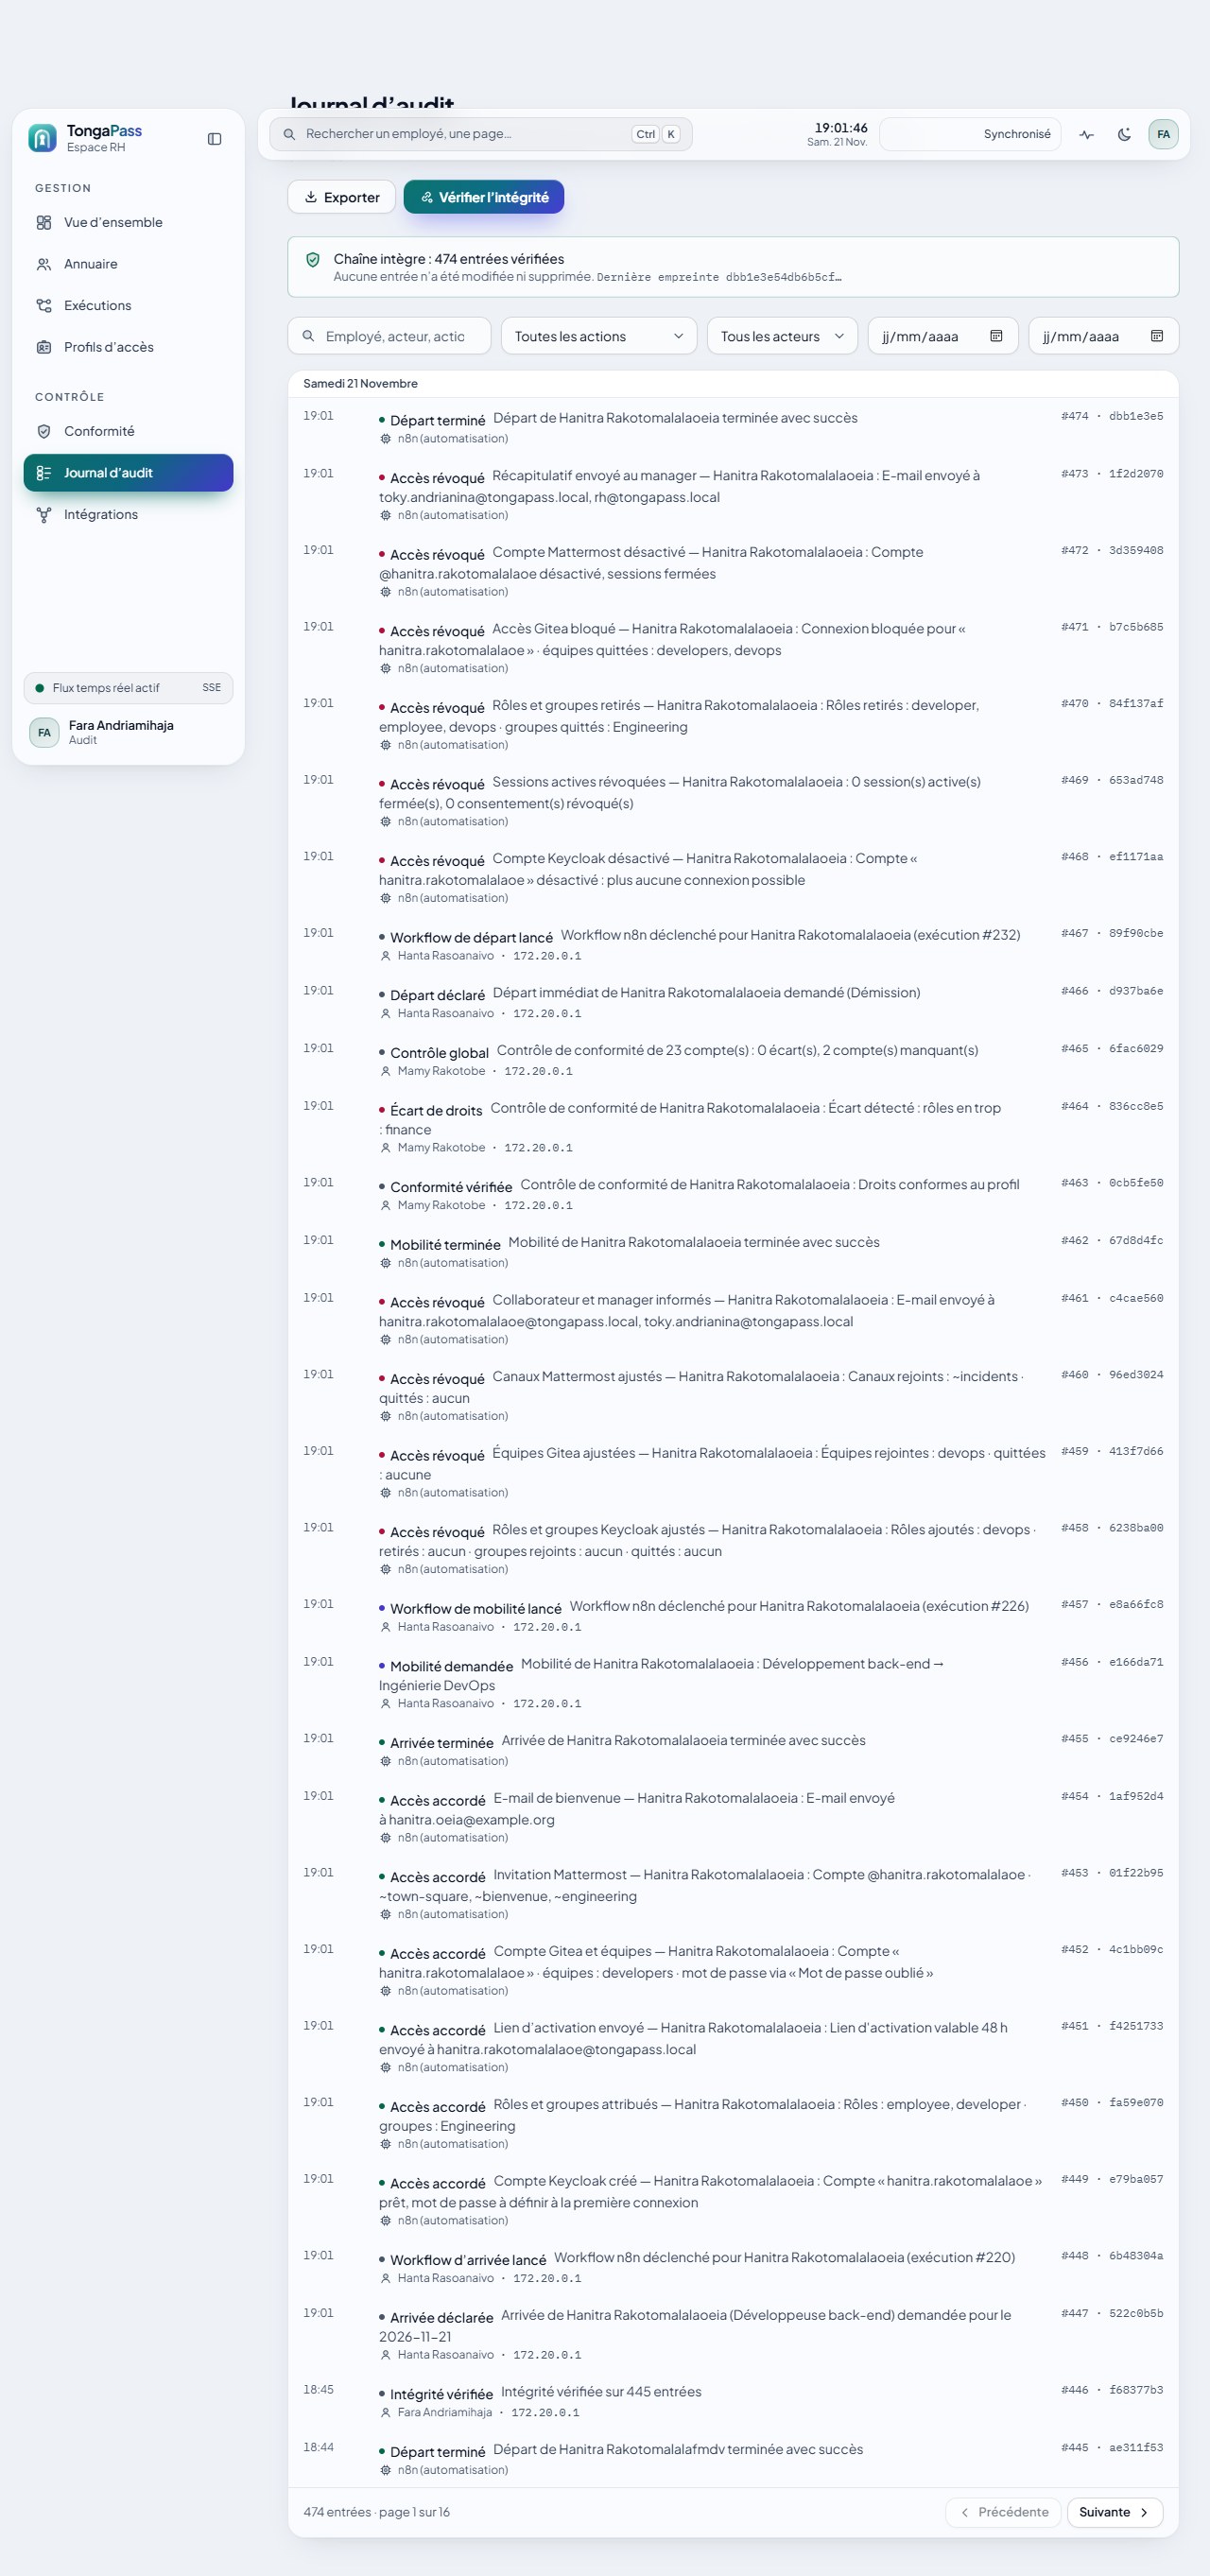 Journal d’audit
TongaPass
Espace RH
Rechercher un employé, une page…
Ctrl K
19:01:46
Sam. 21 Nov.
Synchronisé
FA
GESTION
Vue d’ensemble
Annuaire
Exécutions
Profils d’accès
CONTRÔLE
Conformité
Journal d’audit
Intégrations
Flux temps réel actif SSE
FA
Fara Andriamihaja
Audit
Exporter
Vérifier l’intégrité
Chaîne intègre : 474 entrées vérifiées
Aucune entrée n’a été modifiée ni supprimée. Dernière empreinte dbb1e3e54db6b5cf…
Employé, acteur, actic
Toutes les actions
Tous les acteurs
jj/mm/aaaa
jj/mm/aaaa
Samedi 21 Novembre
19:01 Départ terminé Départ de Hanitra Rakotomalalaoeia terminée avec succès #474 · dbb1e3e5
n8n (automatisation)
19:01 Accès révoqué Récapitulatif envoyé au manager — Hanitra Rakotomalalaoeia : E-mail envoyé à #473 · 1f2d2070
toky.andrianina@tongapass.local, rh@tongapass.local
n8n (automatisation)
19:01 Accès révoqué Compte Mattermost désactivé — Hanitra Rakotomalalaoeia : Compte #472 · 3d359408
@hanitra.rakotomalalaoe désactivé, sessions fermées
n8n (automatisation)
19:01 Accès révoqué Accès Gitea bloqué — Hanitra Rakotomalalaoeia : Connexion bloquée pour « #471 · b7c5b685
hanitra.rakotomalalaoe » · équipes quittées : developers, devops
n8n (automatisation)
19:01 Accès révoqué Rôles et groupes retirés — Hanitra Rakotomalalaoeia : Rôles retirés : developer, #470 · 84f137af
employee, devops · groupes quittés : Engineering
n8n (automatisation)
19:01 Accès révoqué Sessions actives révoquées — Hanitra Rakotomalalaoeia : 0 session(s) active(s) #469 · 653ad748
fermée(s), 0 consentement(s) révoqué(s)
n8n (automatisation)
19:01 Accès révoqué Compte Keycloak désactivé — Hanitra Rakotomalalaoeia : Compte « #468 · ef1171aa
hanitra.rakotomalalaoe » désactivé : plus aucune connexion possible
n8n (automatisation)
19:01 Workflow de départ lancé Workflow n8n déclenché pour Hanitra Rakotomalalaoeia (exécution #232) #467 · 89f90cbe
Hanta Rasoanaivo · 172.20.0.1
19:01 Départ déclaré Départ immédiat de Hanitra Rakotomalalaoeia demandé (Démission) #466 · d937ba6e
Hanta Rasoanaivo · 172.20.0.1
19:01 Contrôle global Contrôle de conformité de 23 compte(s) : 0 écart(s), 2 compte(s) manquant(s) #465 · 6fac6029
Mamy Rakotobe · 172.20.0.1
19:01 Écart de droits Contrôle de conformité de Hanitra Rakotomalalaoeia : Écart détecté : rôles en trop #464 · 836cc8e5
: finance
Mamy Rakotobe · 172.20.0.1
19:01 Conformité vérifiée Contrôle de conformité de Hanitra Rakotomalalaoeia : Droits conformes au profil #463 · 0cb5fe50
Mamy Rakotobe · 172.20.0.1
19:01 Mobilité terminée Mobilité de Hanitra Rakotomalalaoeia terminée avec succès #462 · 67d8d4fc
n8n (automatisation)
19:01 Accès révoqué Collaborateur et manager informés — Hanitra Rakotomalalaoeia : E-mail envoyé à #461 · c4cae560
hanitra.rakotomalalaoe@tongapass.local, toky.andrianina@tongapass.local
n8n (automatisation)
19:01 Accès révoqué Canaux Mattermost ajustés — Hanitra Rakotomalalaoeia : Canaux rejoints : ~incidents · #460 · 96ed3024
quittés : aucun
n8n (automatisation)
19:01 Accès révoqué Équipes Gitea ajustées — Hanitra Rakotomalalaoeia : Équipes rejointes : devops · quittées #459 · 413f7d66
: aucune
n8n (automatisation)
19:01 Accès révoqué Rôles et groupes Keycloak ajustés — Hanitra Rakotomalalaoeia : Rôles ajoutés : devops · #458 · 6238ba00
retirés : aucun · groupes rejoints : aucun · quittés : aucun
n8n (automatisation)
19:01 Workflow de mobilité lancé Workflow n8n déclenché pour Hanitra Rakotomalalaoeia (exécution #226) #457 · e8a66fc8
Hanta Rasoanaivo · 172.20.0.1
19:01 Mobilité demandée Mobilité de Hanitra Rakotomalalaoeia : Développement back-end → #456 · e166da71
Ingénierie DevOps
Hanta Rasoanaivo · 172.20.0.1
19:01 Arrivée terminée Arrivée de Hanitra Rakotomalalaoeia terminée avec succès #455 · ce9246e7
n8n (automatisation)
19:01 Accès accordé E-mail de bienvenue — Hanitra Rakotomalalaoeia : E-mail envoyé #454 · 1af952d4
à hanitra.oeia@example.org
n8n (automatisation)
19:01 Accès accordé Invitation Mattermost — Hanitra Rakotomalalaoeia : Compte @hanitra.rakotomalalaoe · #453 · 01f22b95
~town-square, ~bienvenue, ~engineering
n8n (automatisation)
19:01 Accès accordé Compte Gitea et équipes — Hanitra Rakotomalalaoeia : Compte « #452 · 4c1bb09c
hanitra.rakotomalalaoe » · équipes : developers · mot de passe via « Mot de passe oublié »
n8n (automatisation)
19:01 Accès accordé Lien d’activation envoyé — Hanitra Rakotomalalaoeia : Lien d’activation valable 48 h #451 · f4251733
envoyé à hanitra.rakotomalalaoe@tongapass.local
n8n (automatisation)
19:01 Accès accordé Rôles et groupes attribués — Hanitra Rakotomalalaoeia : Rôles : employee, developer · #450 · fa59e070
groupes : Engineering
n8n (automatisation)
19:01 Accès accordé Compte Keycloak créé — Hanitra Rakotomalalaoeia : Compte « hanitra.rakotomalalaoe » #449 · e79ba057
prêt, mot de passe à définir à la première connexion
n8n (automatisation)
19:01 Workflow d’arrivée lancé Workflow n8n déclenché pour Hanitra Rakotomalalaoeia (exécution #220) #448 · 6b48304a
Hanta Rasoanaivo · 172.20.0.1
19:01 Arrivée déclarée Arrivée de Hanitra Rakotomalalaoeia (Développeuse back-end) demandée pour le #447 · 522c0b5b
2026-11-21
Hanta Rasoanaivo · 172.20.0.1
18:45 Intégrité vérifiée Intégrité vérifiée sur 445 entrées #446 · f68377b3
Fara Andriamihaja · 172.20.0.1
18:44 Départ terminé Départ de Hanitra Rakotomalalafmdv terminée avec succès #445 · ae311f53
n8n (automatisation)
474 entrées · page 1 sur 16
Précédente
Suivante